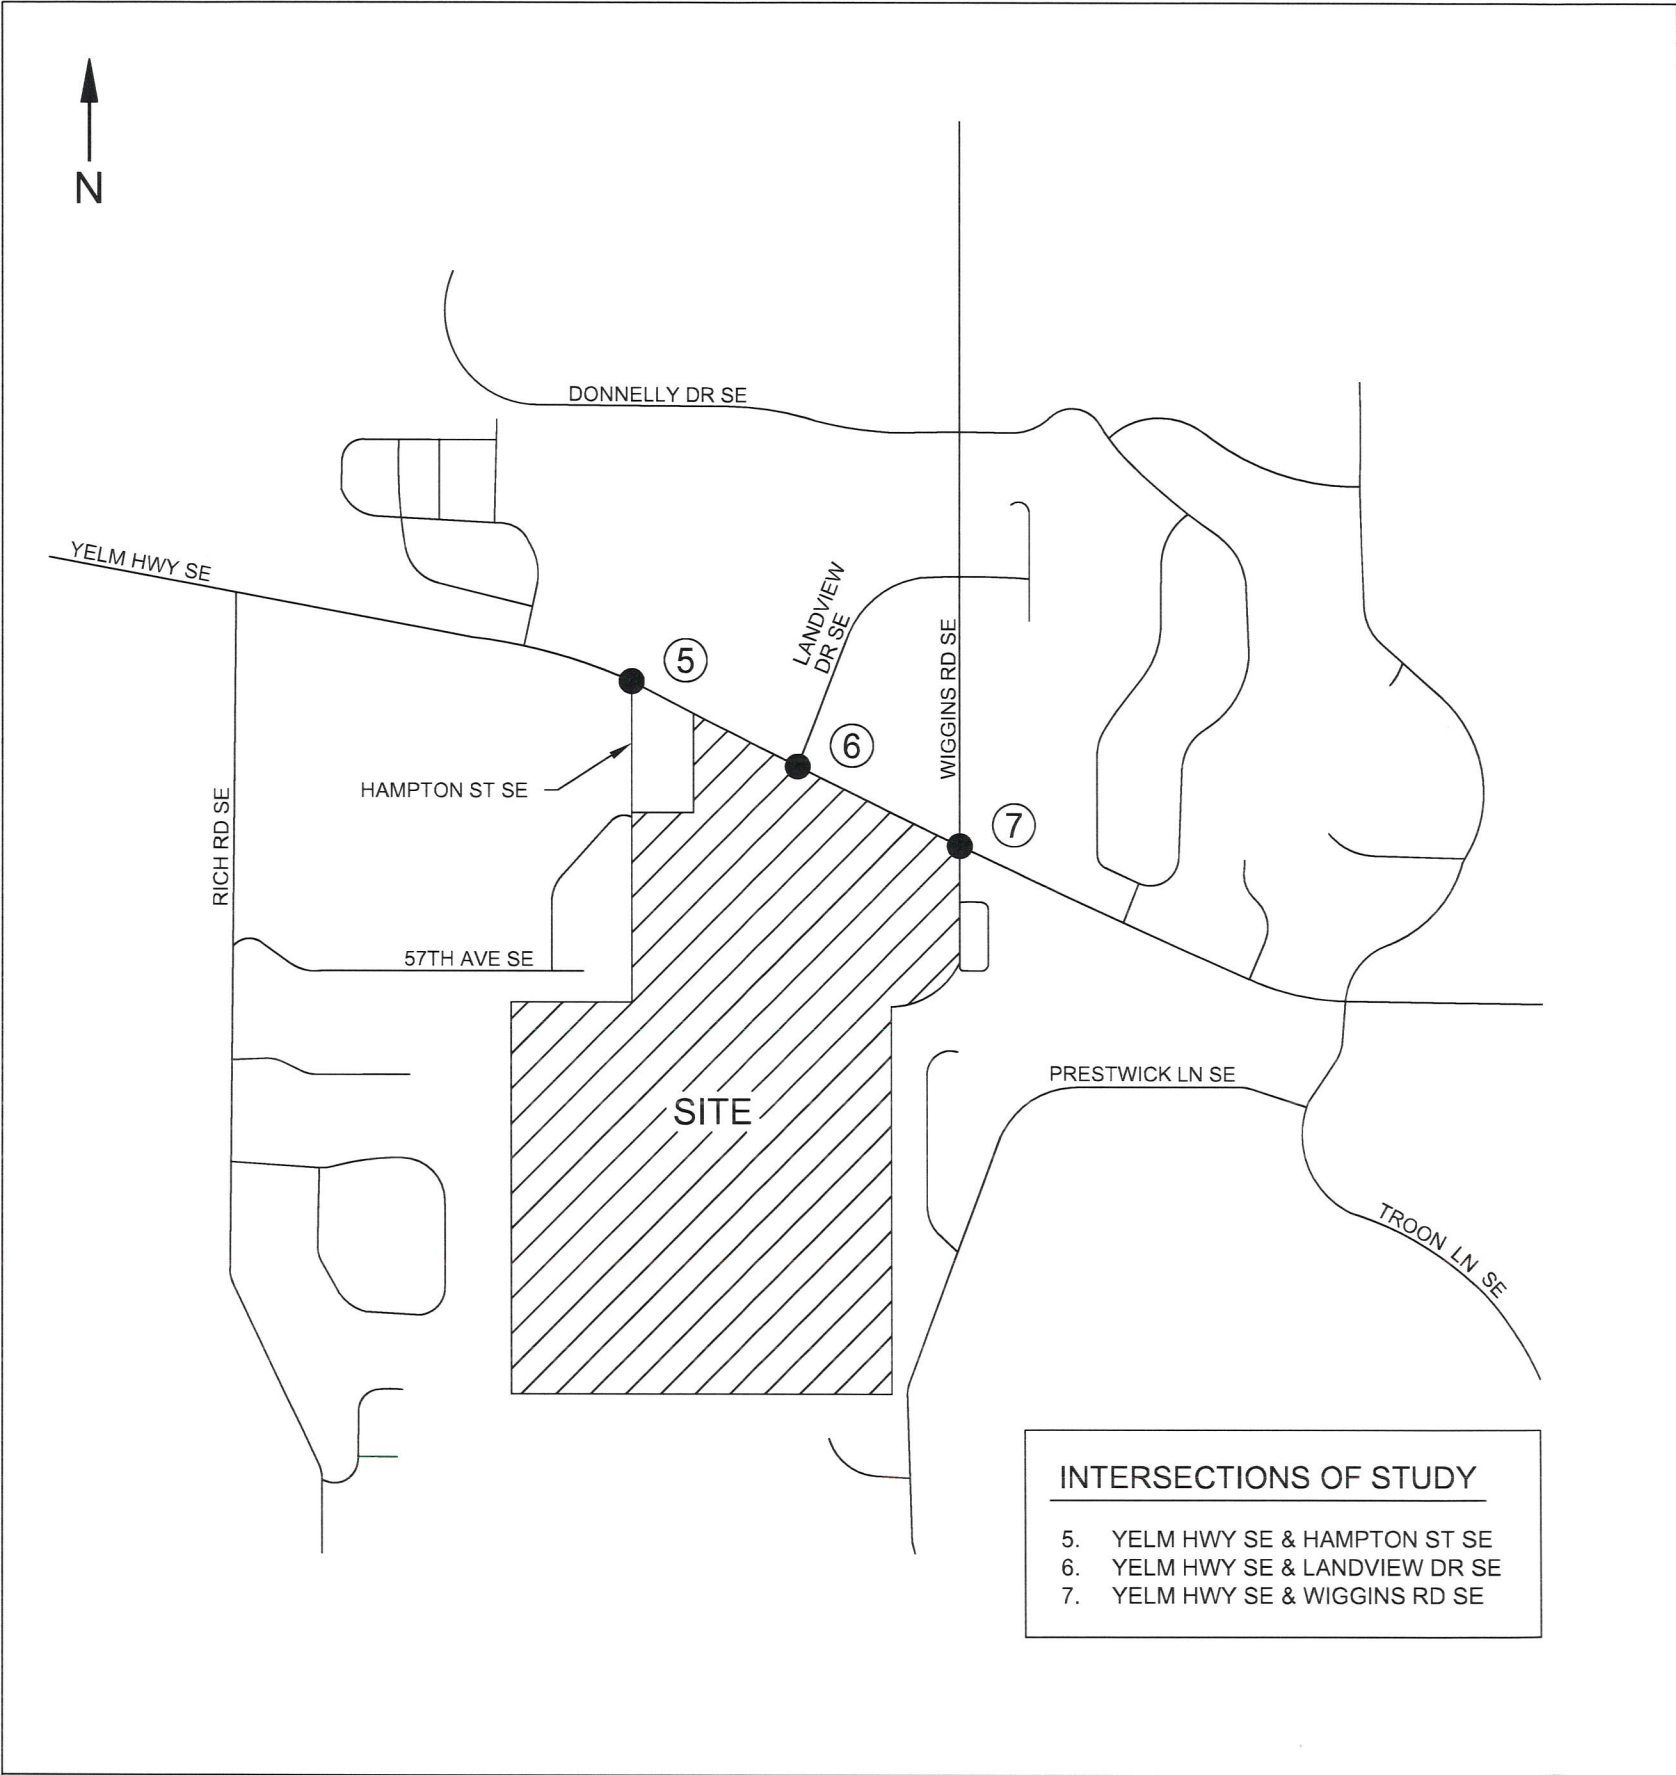 N
DONNELLY DR SE
YELM HWY SE
LANDVIEW
DR SE
WIGGINS RD SE
5
6
7
HAMPTON ST SE
RICH RD SE
57TH AVE SE
SITE
PRESTWICK LN SE
TROON LN SE
INTERSECTIONS OF STUDY
5. YELM HWY SE & HAMPTON ST SE
6. YELM HWY SE & LANDVIEW DR SE
7. YELM HWY SE & WIGGINS RD SE